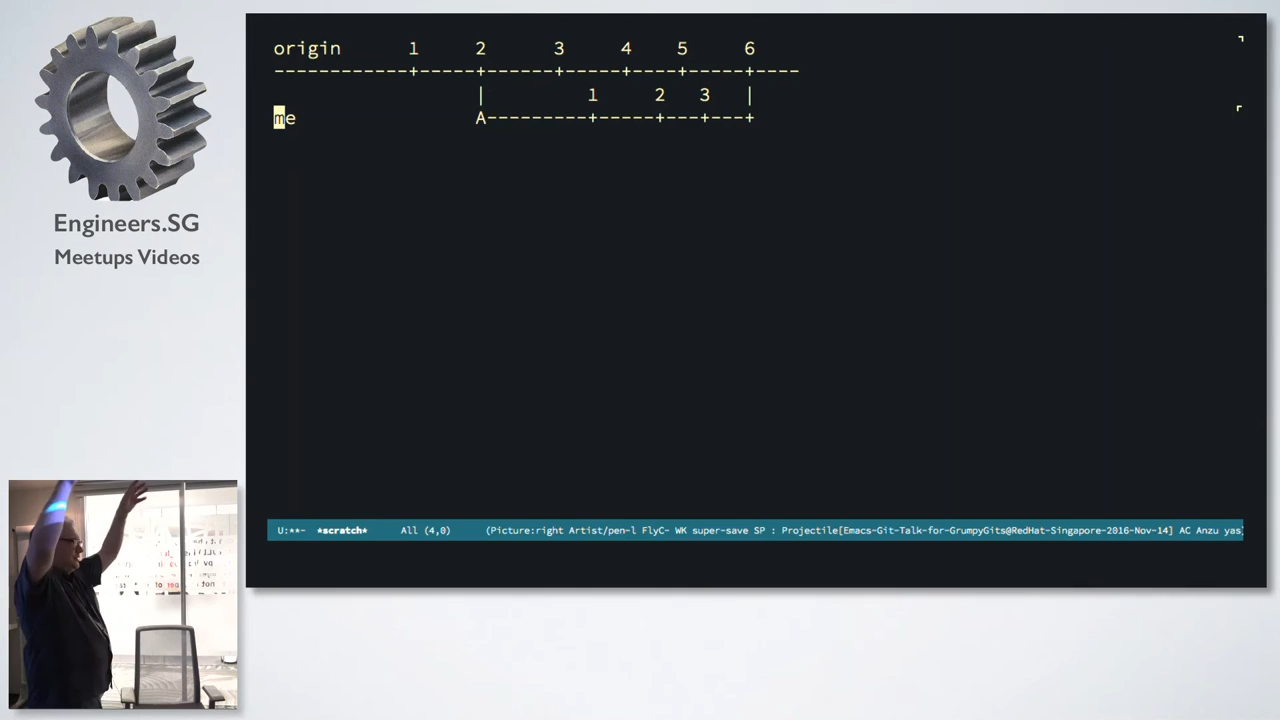 Engineers.SG
Meetups Videos
origin 1 2 3 4 5 6
------------+-----+------+-----+----+-----+----
| 1 2 3 |
me A---------+-----+---+---+
U:**- *scratch* All (4,0) (Picture:right Artist/pen-l FlyC- WK super-save SP : Projectile[Emacs-Git-Talk-for-GrumpyGits@RedHat-Singapore-2016-Nov-14] AC Anzu yas
not